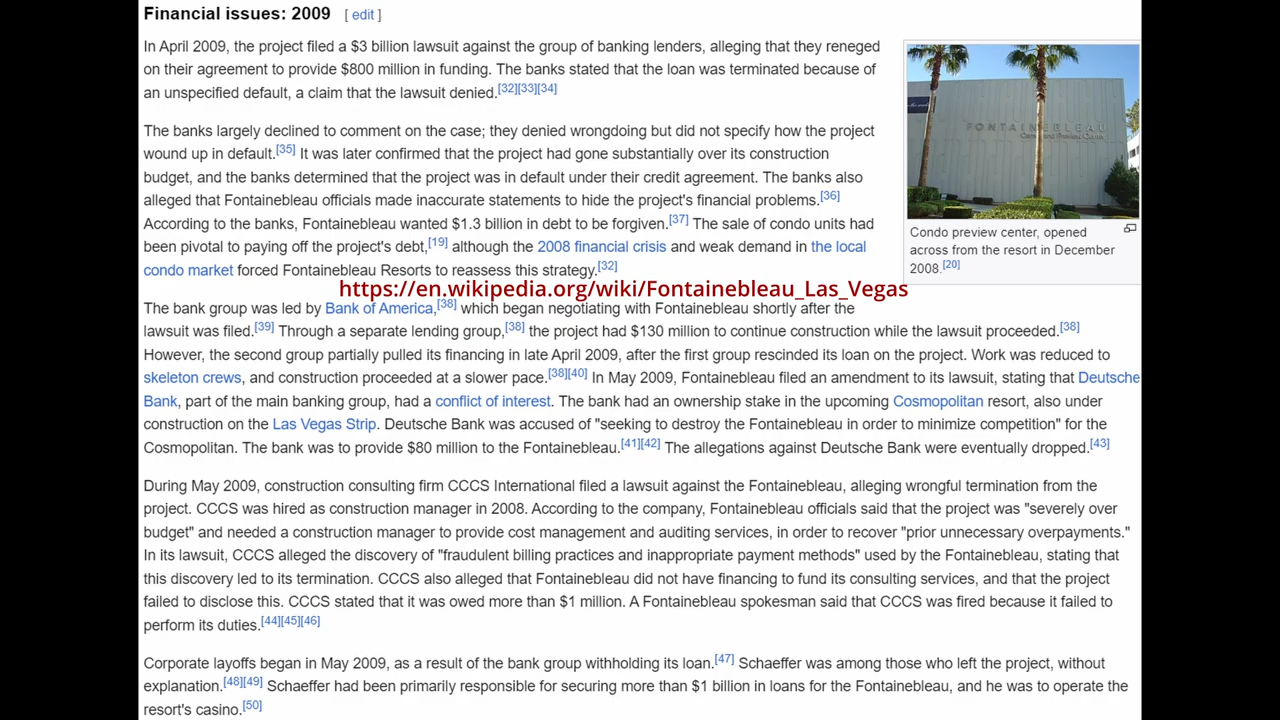 Financial issues: 2009 [ edit ]
In April 2009, the project filed a $3 billion lawsuit against the group of banking lenders, alleging that they reneged
on their agreement to provide $800 million in funding. The banks stated that the loan was terminated because of
an unspecified default, a claim that the lawsuit denied.[32][33][34]
The banks largely declined to comment on the case; they denied wrongdoing but did not specify how the project
wound up in default.[35] It was later confirmed that the project had gone substantially over its construction
budget, and the banks determined that the project was in default under their credit agreement. The banks also
alleged that Fontainebleau officials made inaccurate statements to hide the project's financial problems.[36]
According to the banks, Fontainebleau wanted $1.3 billion in debt to be forgiven.[37] The sale of condo units had
been pivotal to paying off the project's debt,[19] although the 2008 financial crisis and weak demand in the local
condo market forced Fontainebleau Resorts to reassess this strategy.[32]
FONTAINEBLEAU
Condo preview center, opened
across from the resort in December
2008.[20]
https://en.wikipedia.org/wiki/Fontainebleau_Las_Vegas
The bank group was led by Bank of America,[38] which began negotiating with Fontainebleau shortly after the
lawsuit was filed.[39] Through a separate lending group,[38] the project had $130 million to continue construction while the lawsuit proceeded.[38]
However, the second group partially pulled its financing in late April 2009, after the first group rescinded its loan on the project. Work was reduced to
skeleton crews, and construction proceeded at a slower pace.[38][40] In May 2009, Fontainebleau filed an amendment to its lawsuit, stating that Deutsche
Bank, part of the main banking group, had a conflict of interest. The bank had an ownership stake in the upcoming Cosmopolitan resort, also under
construction on the Las Vegas Strip. Deutsche Bank was accused of "seeking to destroy the Fontainebleau in order to minimize competition" for the
Cosmopolitan. The bank was to provide $80 million to the Fontainebleau.[41][42] The allegations against Deutsche Bank were eventually dropped.[43]
During May 2009, construction consulting firm CCCS International filed a lawsuit against the Fontainebleau, alleging wrongful termination from the
project. CCCS was hired as construction manager in 2008. According to the company, Fontainebleau officials said that the project was "severely over
budget" and needed a construction manager to provide cost management and auditing services, in order to recover "prior unnecessary overpayments."
In its lawsuit, CCCS alleged the discovery of "fraudulent billing practices and inappropriate payment methods" used by the Fontainebleau, stating that
this discovery led to its termination. CCCS also alleged that Fontainebleau did not have financing to fund its consulting services, and that the project
failed to disclose this. CCCS stated that it was owed more than $1 million. A Fontainebleau spokesman said that CCCS was fired because it failed to
perform its duties.[44][45][46]
Corporate layoffs began in May 2009, as a result of the bank group withholding its loan.[47] Schaeffer was among those who left the project, without
explanation.[48][49] Schaeffer had been primarily responsible for securing more than $1 billion in loans for the Fontainebleau, and he was to operate the
resort's casino.[50]